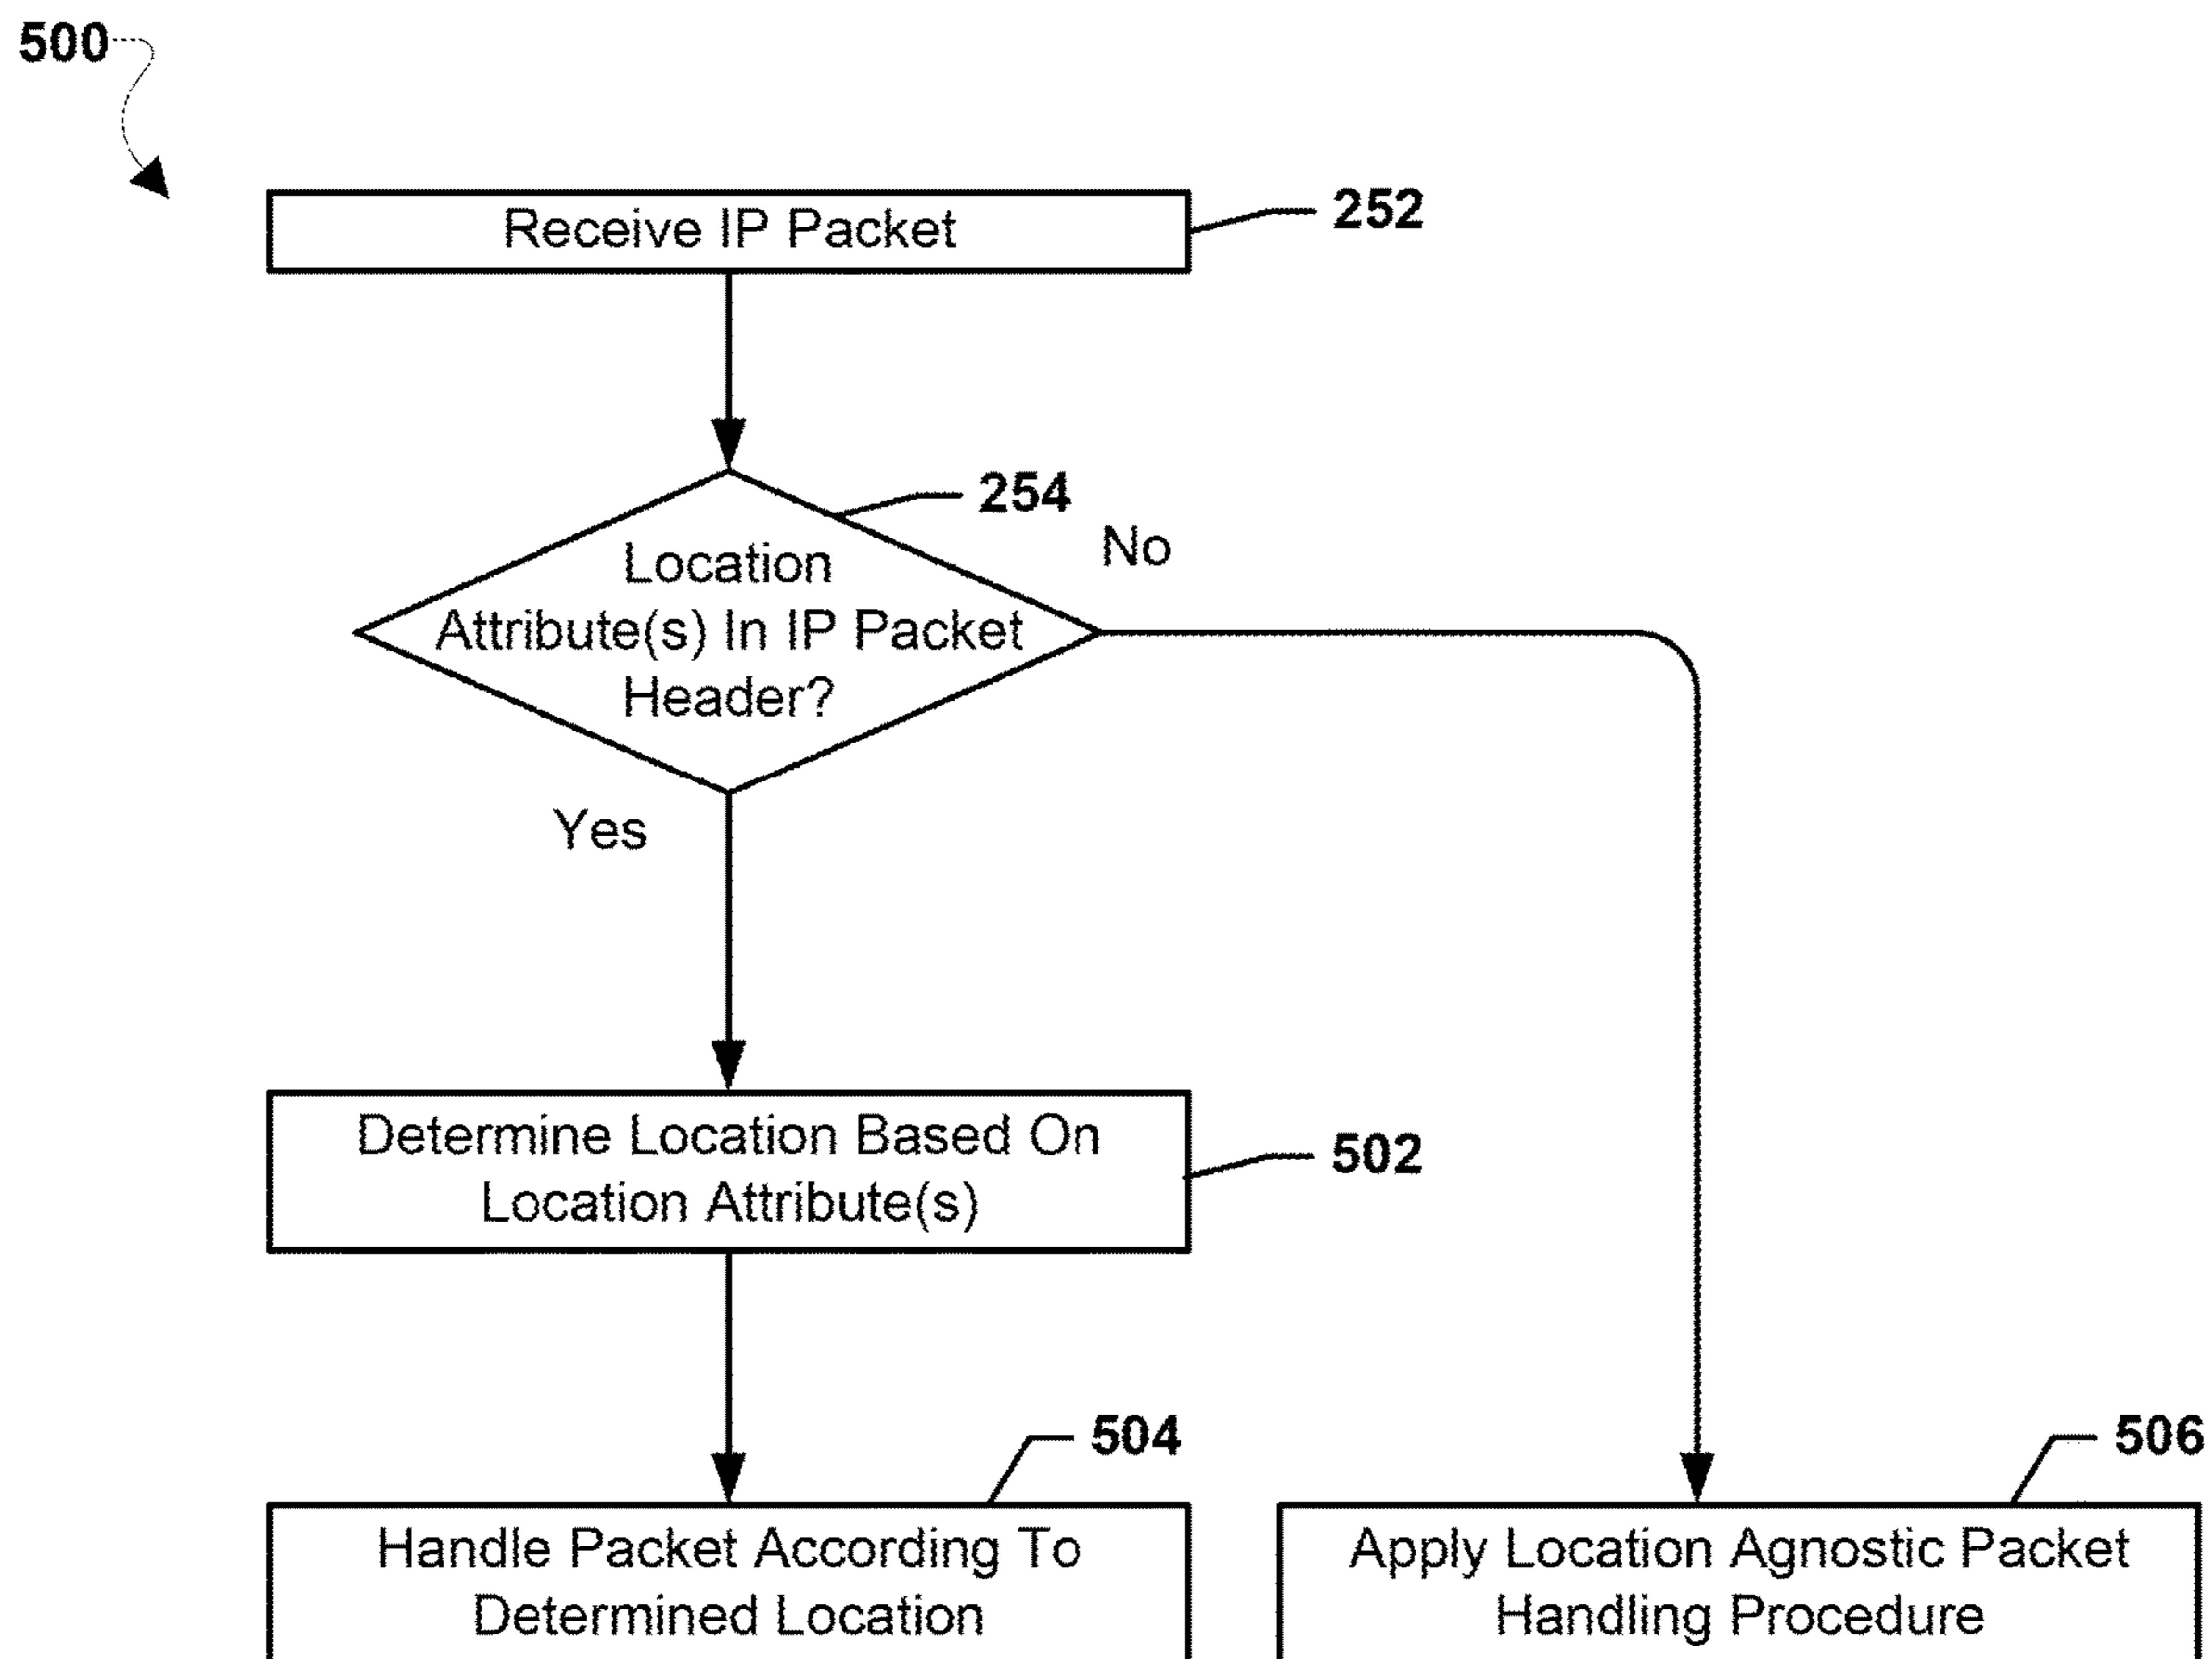 500
Receive IP Packet
252
254
No
Location
Attribute(s) In IP Packet
Header?
Yes
Determine Location Based On
Location Attribute(s)
502
504
506
Handle Packet According To
Determined Location
Apply Location Agnostic Packet
Handling Procedure